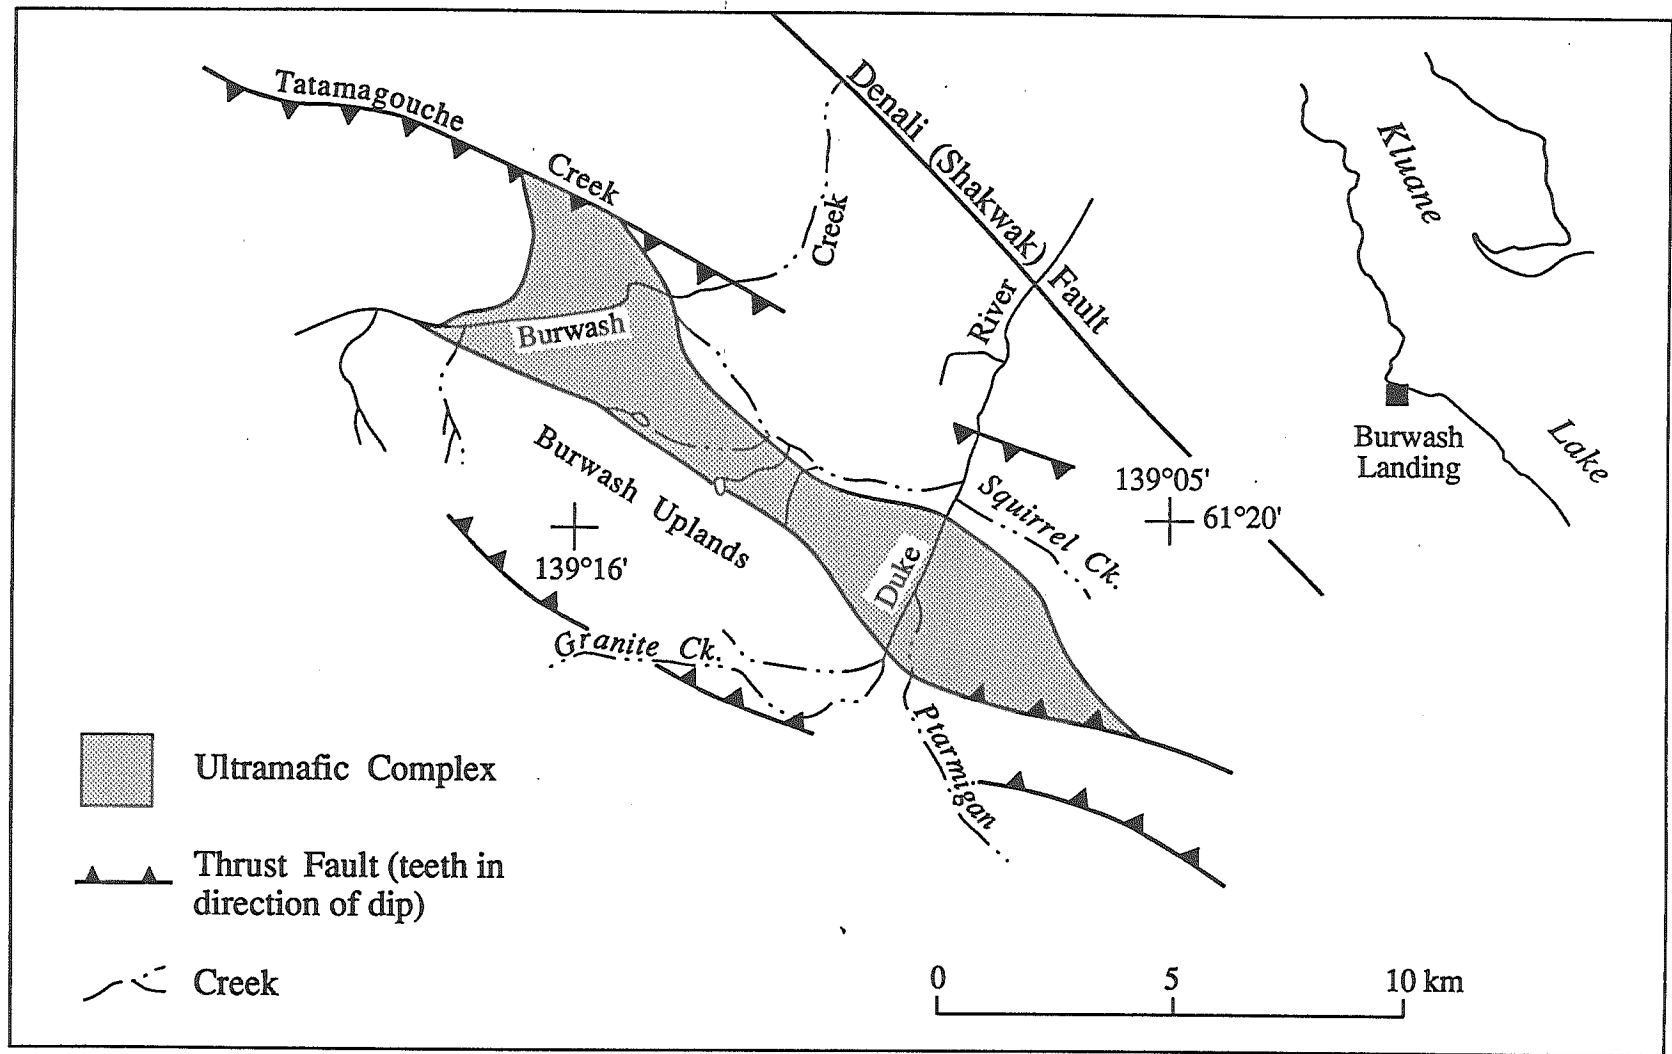 Tatamagouche
Creek
Denali (Shakwak) Fault
Kluane
Lake
Creek
River
Burwash
Burwash
Landing
Burwash Uplands
139°05'
61°20'
Squirrel Ck.
139°16'
Duke
Granite Ck.
Ptarmigan
Ultramafic Complex
Thrust Fault (teeth in
direction of dip)
Creek
0 5 10 km